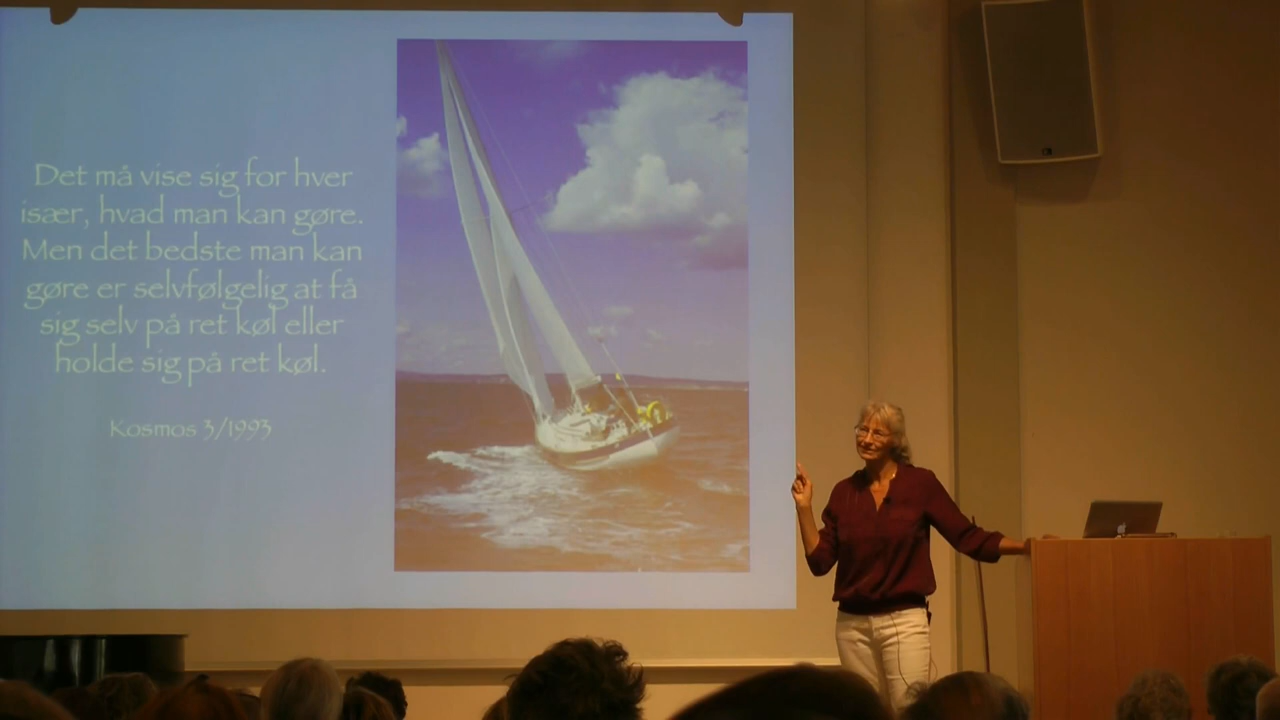 Det må vise sig for hver
især, hvad man kan gøre.
Men det bedste man kan
gøre er selvfølgelig at få
sig selv på ret køl eller
holde sig på ret køl.
Kosmos 3/1993